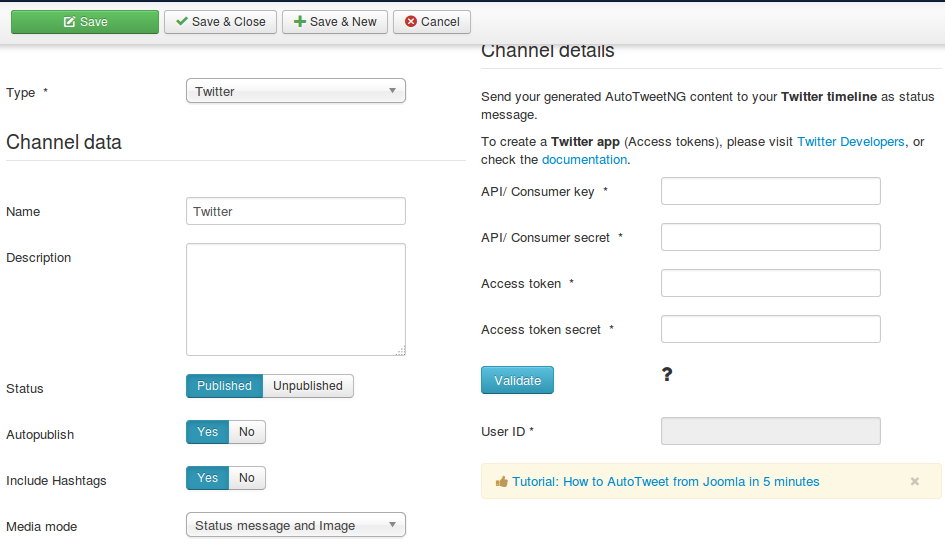 Save
Save & Close
Save & New
Cancel
Type *
Twitter
Channel data
Name
Twitter
Description
Status
Published
Unpublished
Autopublish
Yes
No
Include Hashtags
Yes
No
Media mode
Status message and Image
Channel details
Send your generated AutoTweetNG content to your Twitter timeline as status
message.
To create a Twitter app (Access tokens), please visit Twitter Developers, or
check the documentation.
API/ Consumer key *
API/ Consumer secret *
Access token *
Access token secret *
Validate
?
User ID *
Tutorial: How to AutoTweet from Joomla in 5 minutes
×